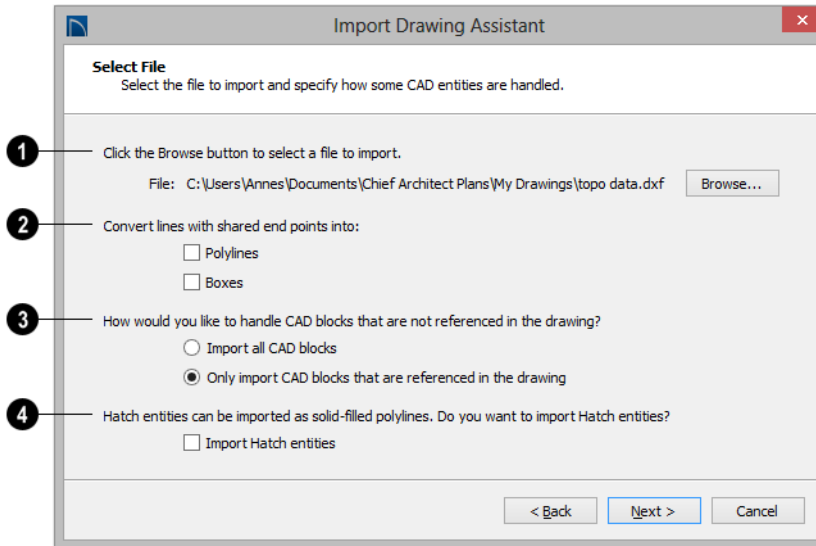 Import Drawing Assistant
Select File
Select the file to import and specify how some CAD entities are handled.
1 Click the Browse button to select a file to import.
File: C:\Users\Annes\Documents\Chief Architect Plans\My Drawings\topo data.dxf Browse...
2 Convert lines with shared end points into:
Polylines
Boxes
3 How would you like to handle CAD blocks that are not referenced in the drawing?
Import all CAD blocks
Only import CAD blocks that are referenced in the drawing
4 Hatch entities can be imported as solid-filled polylines. Do you want to import Hatch entities?
Import Hatch entities
< Back Next > Cancel